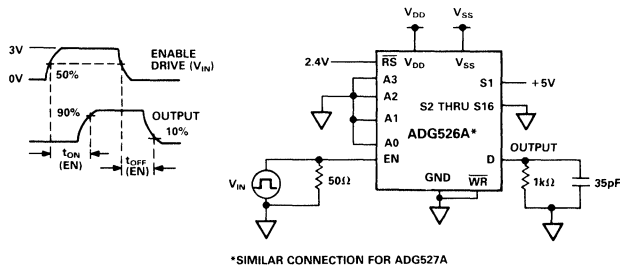 3V
0V
50%
ENABLE
DRIVE (VIN)
90%
OUTPUT
10%
tON
(EN)
tOFF
(EN)
VDD
VSS
2.4V
RS
VDD
VSS
A3
A2
A1
A0
EN
ADG526A*
S1
+5V
S2 THRU S16
D
OUTPUT
GND
WR
VIN
50Ω
1kΩ
35pF
*SIMILAR CONNECTION FOR ADG527A